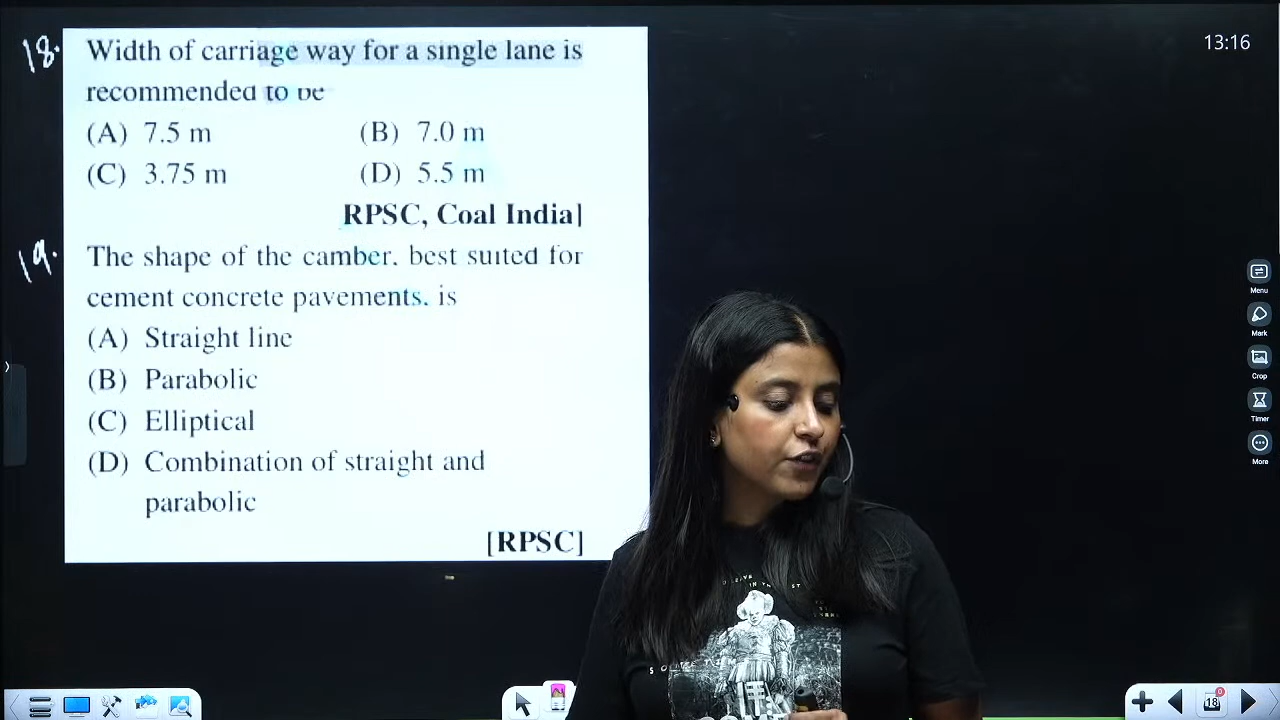 13:16
18. Width of carriage way for a single lane is
recommended to be
(A) 7.5 m (B) 7.0 m
(C) 3.75 m (D) 5.5 m
RPSC, Coal India]
19. The shape of the camber, best suited for
cement concrete pavements, is
(A) Straight line
(B) Parabolic
(C) Elliptical
(D) Combination of straight and
parabolic
[RPSC]
Menu
Mark
Crop
Timer
More
18